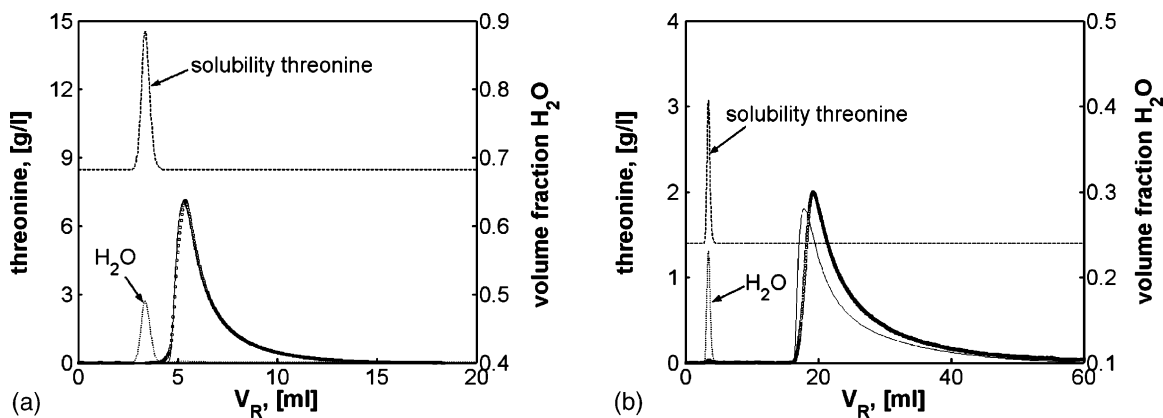 15
12
9
6
3
0
threonine, [g/l]
solubility threonine
H2O
0.9
0.8
0.7
0.6
0.5
0.4
volume fraction H2O
0
5
10
15
20
(a)
VR, [ml]
4
3
2
1
0
threonine, [g/l]
solubility threonine
H2O
0.5
0.4
0.3
0.2
0.1
volume fraction H2O
0
20
40
60
(b)
VR, [ml]